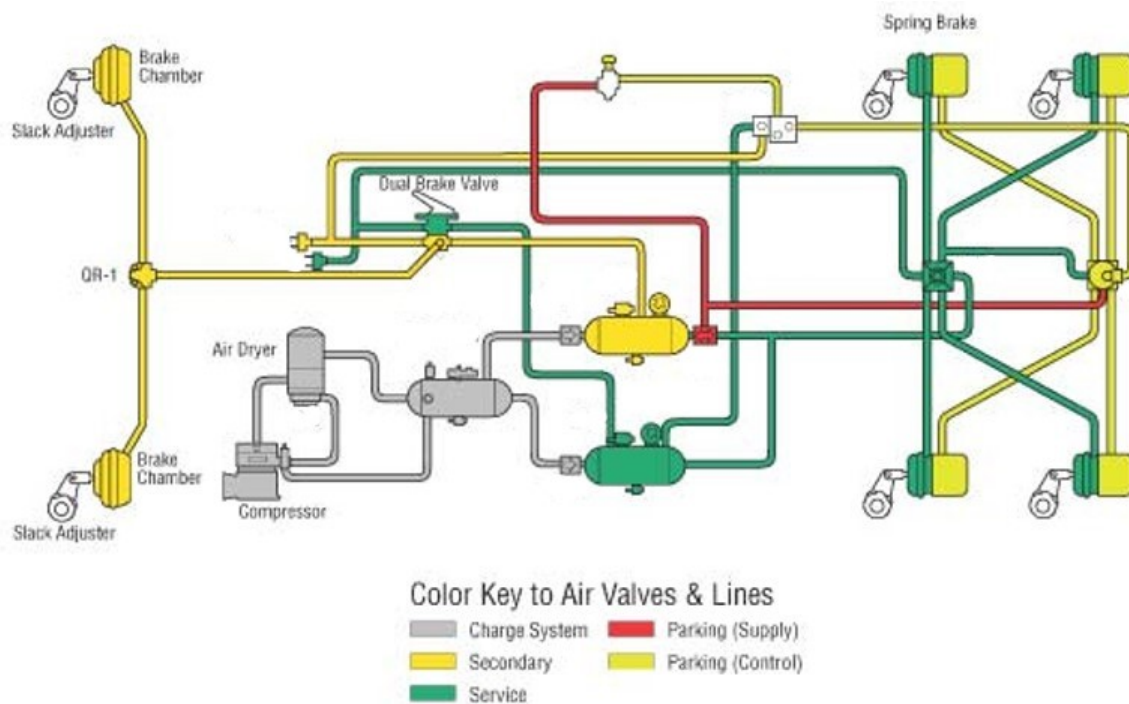 Spring Brake
Brake
Chamber
Slack Adjuster
Dual Brake Valve
QR-1
Air Dryer
Brake
Chamber
Compressor
Slack Adjuster
Color Key to Air Valves & Lines
Charge System
Parking (Supply)
Secondary
Parking (Control)
Service